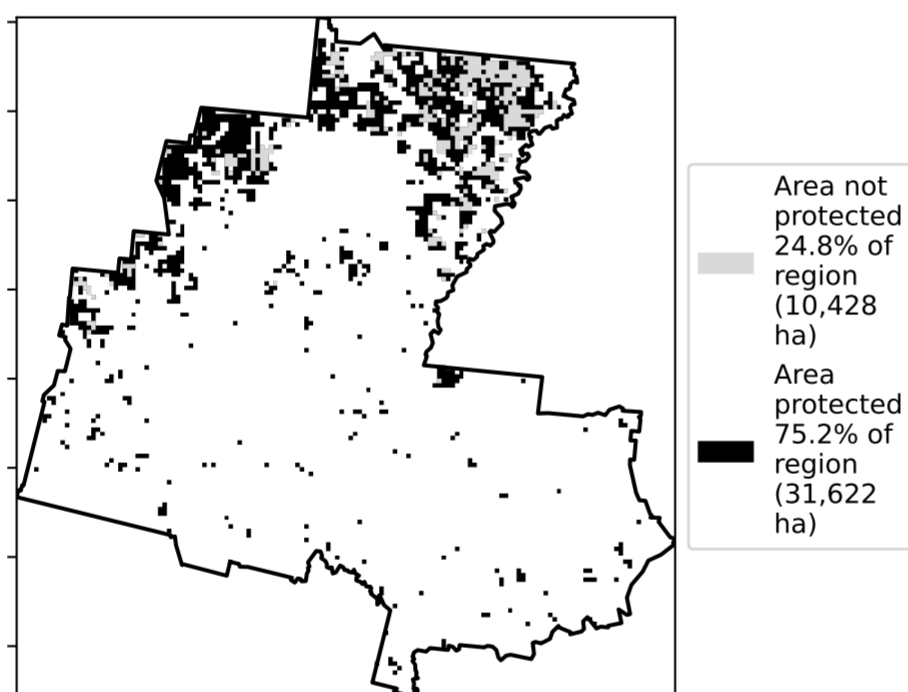 Area not
protected
24.8% of
region
(10,428
ha)
Area
protected
75.2% of
region
(31,622
ha)